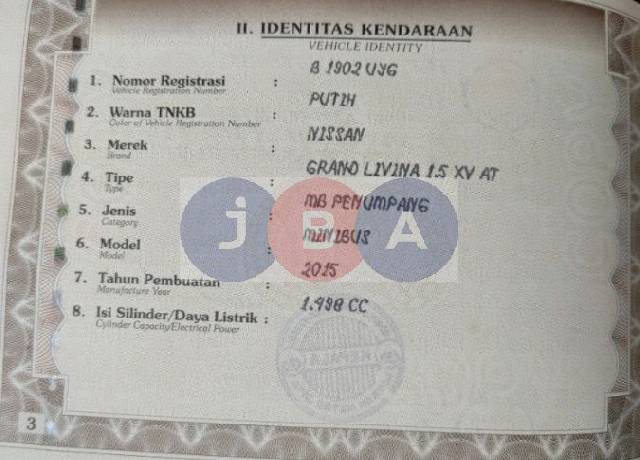 II. IDENTITAS KENDARAAN
VEHICLE IDENTITY
1. Nomor Registrasi : B 1902 UYG
Vehicle Registration Number
2. Warna TNKB : PUTIH
Color of Vehicle Registration Number
3. Merek : NISSAN
Brand
4. Tipe : GRAND LIVINA 1.5 XV AT
Type
5. Jenis : MB PENUMPANG
Category
6. Model : MINIBUS
Model
7. Tahun Pembuatan : 2015
Manufacture Year
8. Isi Silinder/Daya Listrik : 1.498 CC
Cylinder Capacity/Electrical Power
JBA
KEPALA
3